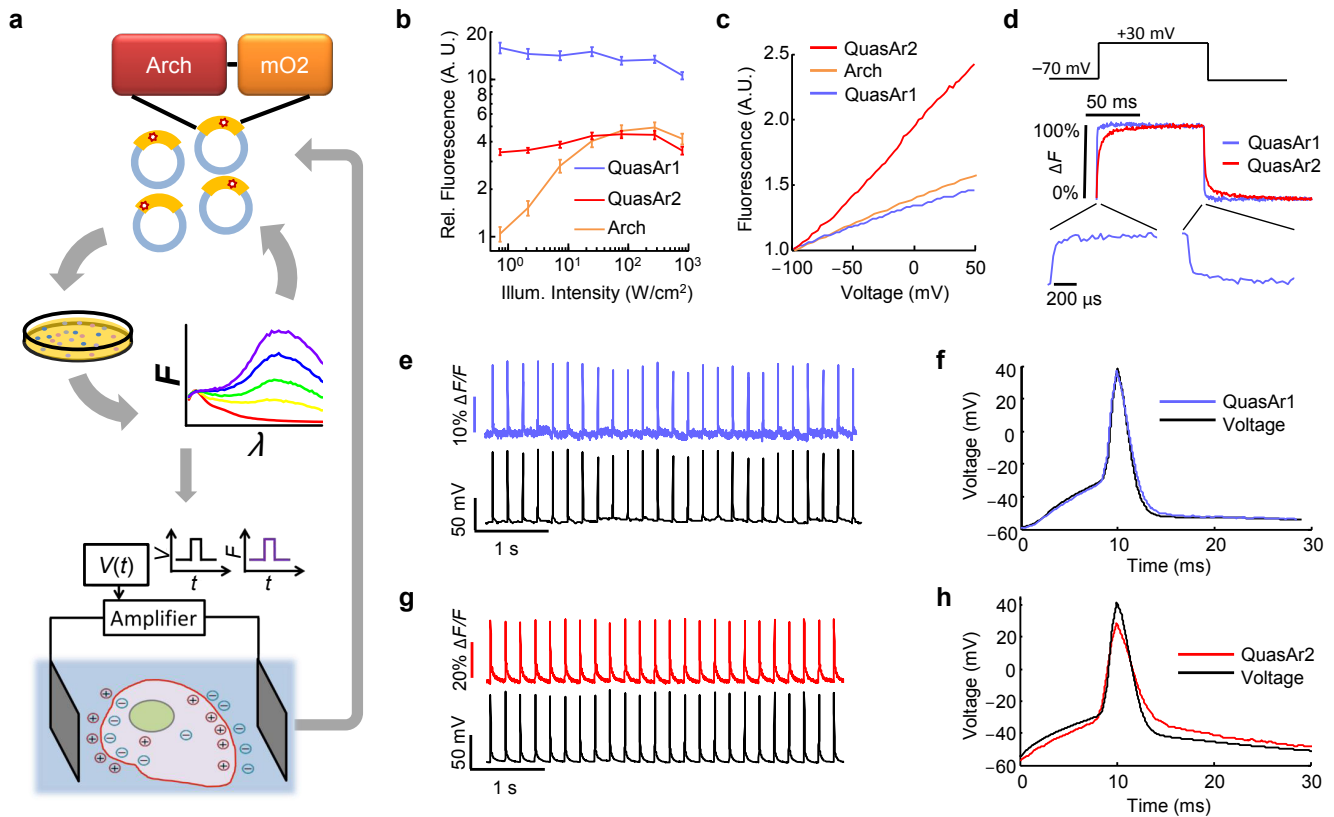 a
Arch
mO2
F
λ
V(t)
V
t
F
t
Amplifier
b
Rel. Fluorescence (A. U.)
20
10
8
6
4
2
1
QuasAr1
QuasAr2
Arch
10⁰
10¹
10²
10³
Illum. Intensity (W/cm²)
c
Fluorescence (A.U.)
2.5
2.0
1.5
1.0
QuasAr2
Arch
QuasAr1
−100
−50
0
50
Voltage (mV)
d
+30 mV
−70 mV
50 ms
100%
ΔF
0%
QuasAr1
QuasAr2
200 µs
e
10% ΔF/F
50 mV
1 s
f
Voltage (mV)
40
20
0
−20
−40
−60
QuasAr1
Voltage
0
10
20
30
Time (ms)
g
20% ΔF/F
50 mV
1 s
h
Voltage (mV)
40
20
0
−20
−40
−60
QuasAr2
Voltage
0
10
20
30
Time (ms)